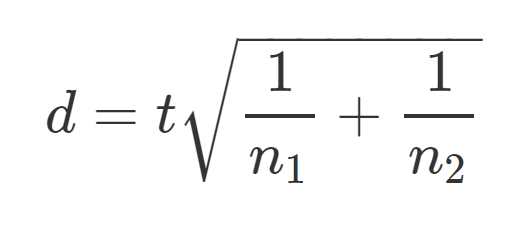 d = t√(1/n₁ + 1/n₂)